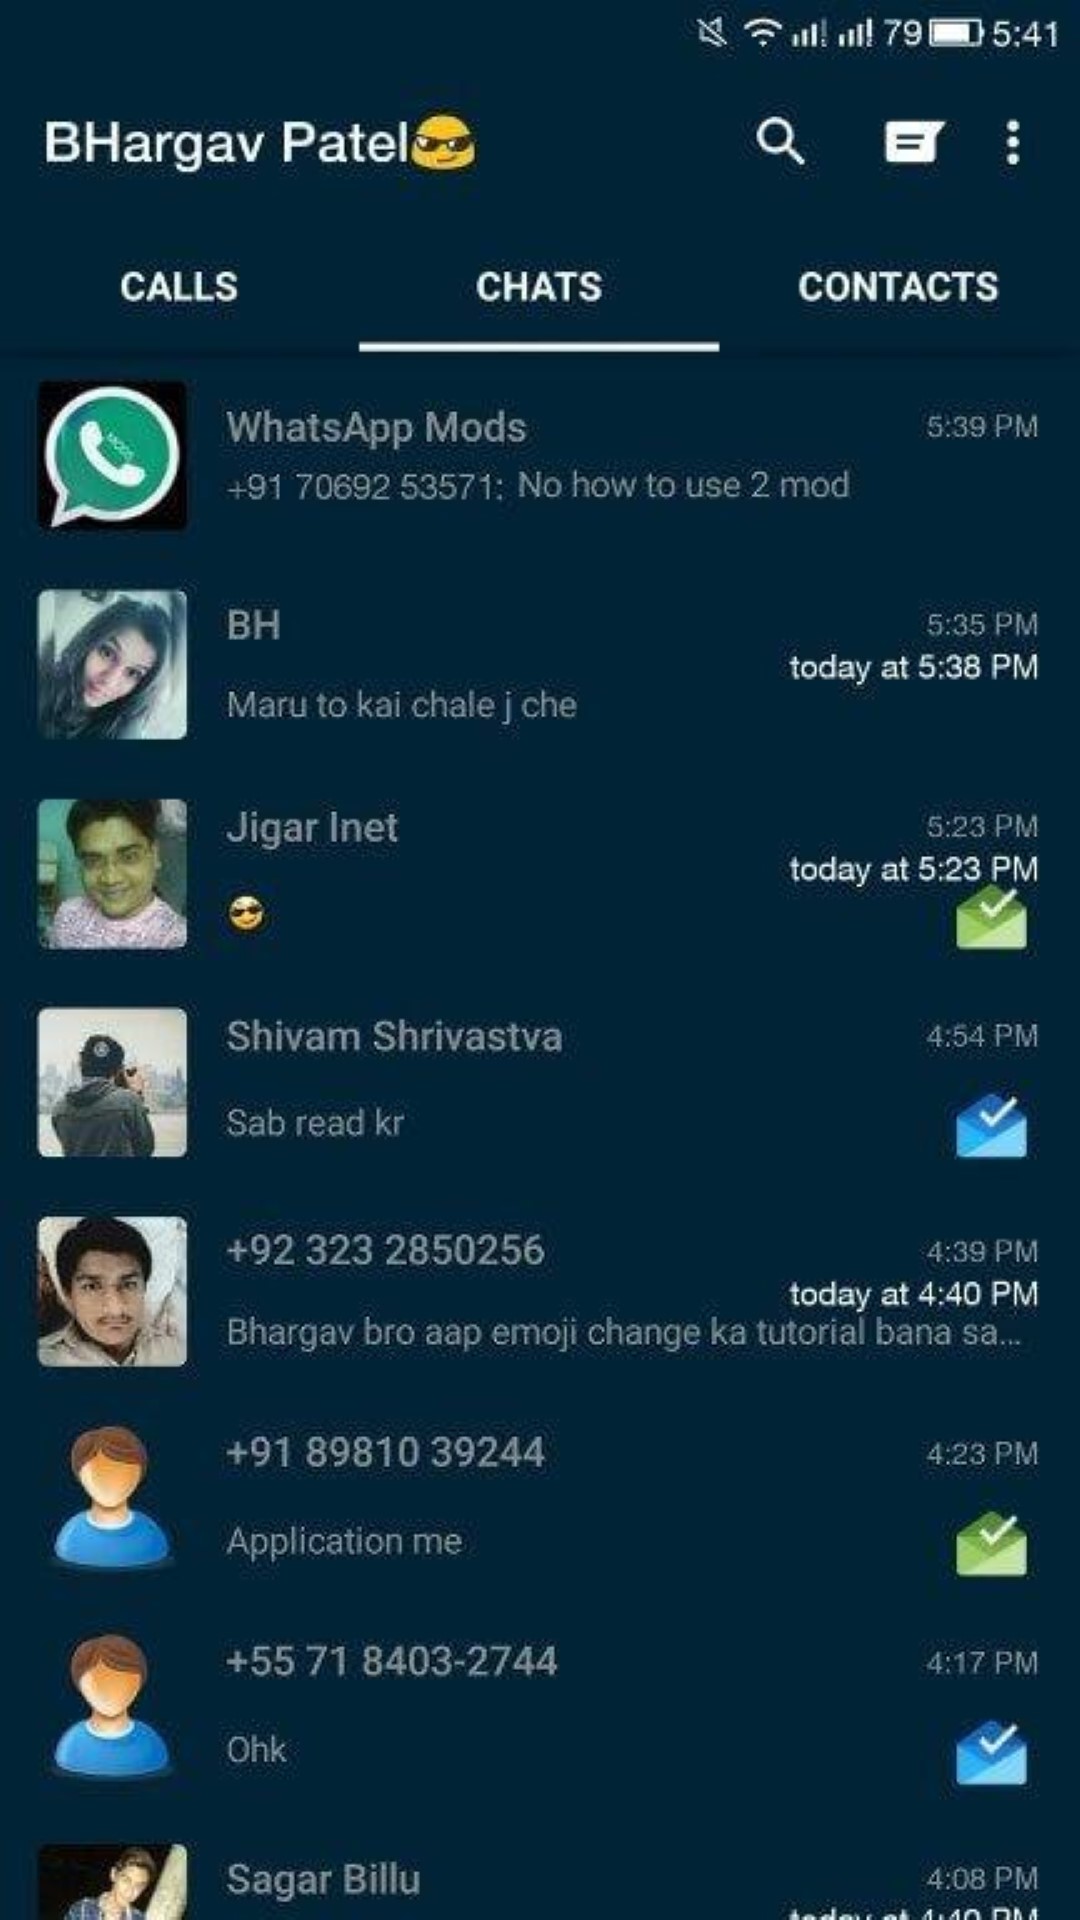 79 5:41
BHargav Patel😎
CALLS CHATS CONTACTS
WhatsApp Mods 5:39 PM
+91 70692 53571: No how to use 2 mod
BH 5:35 PM
today at 5:38 PM
Maru to kai chale j che
Jigar Inet 5:23 PM
today at 5:23 PM
😎
Shivam Shrivastva 4:54 PM
Sab read kr
+92 323 2850256 4:39 PM
today at 4:40 PM
Bhargav bro aap emoji change ka tutorial bana sa...
+91 89810 39244 4:23 PM
Application me
+55 71 8403-2744 4:17 PM
Ohk
Sagar Billu 4:08 PM
today at 4:40 PM